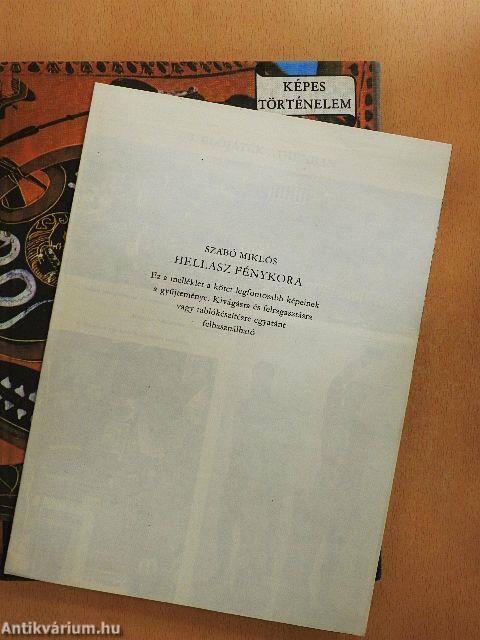 KÉPES
TÖRTÉNELEM
SZABÓ MIKLÓS
HELLASZ FÉNYKORA
Ez a melléklet a kötet legfontosabb képeinek
a gyűjteménye. Kivágásra és felragasztásra
vagy tablókészítésre egyaránt
felhasználható
Antikvárium.hu